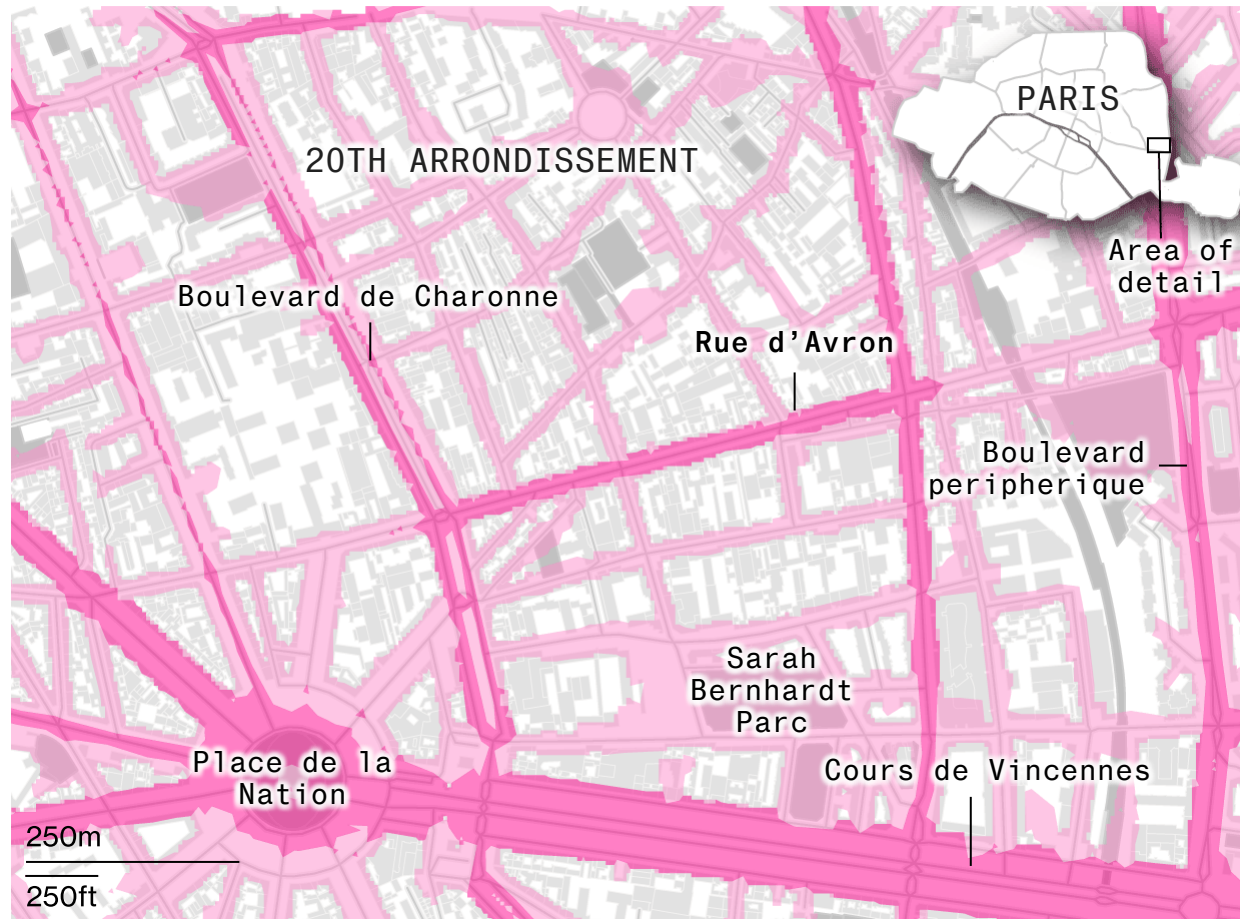 PARIS
20TH ARRONDISSEMENT
Area of
detail
Boulevard de Charonne
Rue d’Avron
Boulevard
peripherique
Sarah
Bernhardt
Parc
Place de la
Nation
Cours de Vincennes
250m
250ft